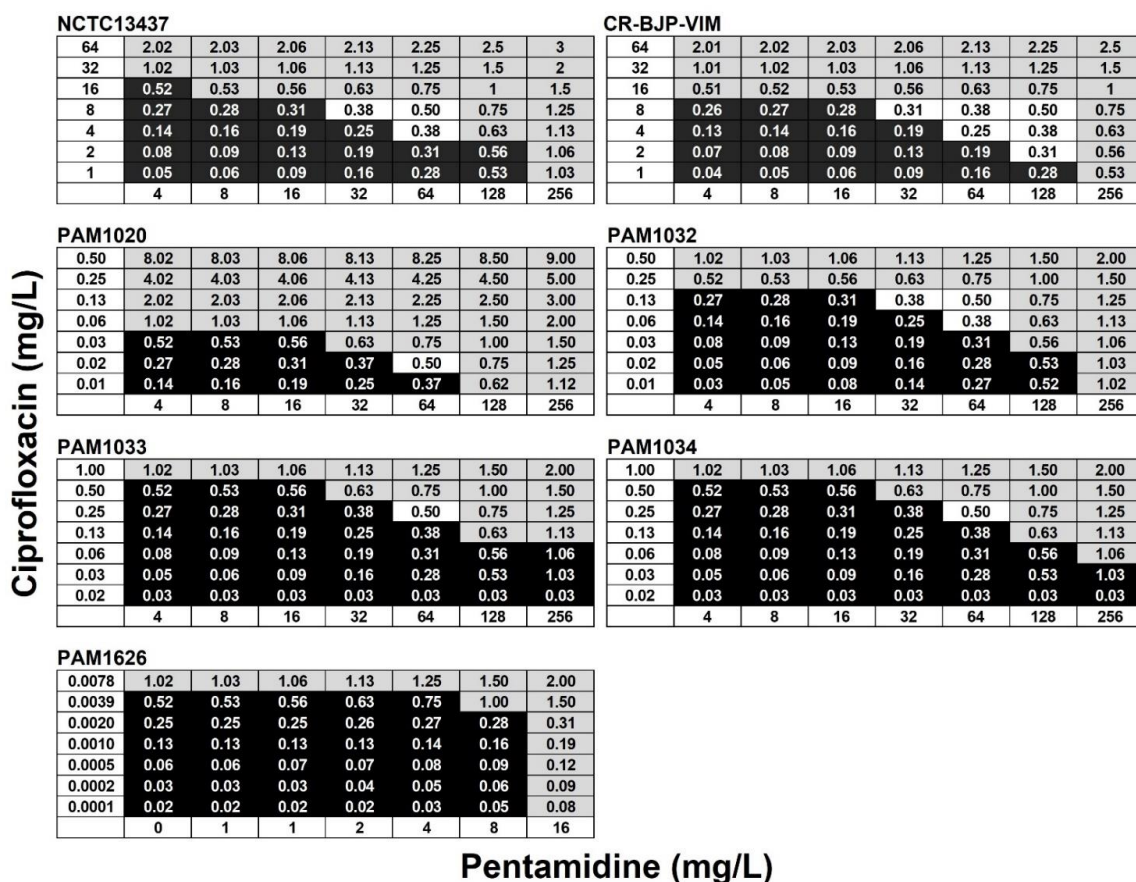 NCTC13437
64 2.02 2.03 2.06 2.13 2.25 2.5 3
32 1.02 1.03 1.06 1.13 1.25 1.5 2
16 0.52 0.53 0.56 0.63 0.75 1 1.5
8 0.27 0.28 0.31 0.38 0.50 0.75 1.25
4 0.14 0.16 0.19 0.25 0.38 0.63 1.13
2 0.08 0.09 0.13 0.19 0.31 0.56 1.06
1 0.05 0.06 0.09 0.16 0.28 0.53 1.03
4 8 16 32 64 128 256
CR-BJP-VIM
64 2.01 2.02 2.03 2.06 2.13 2.25 2.5
32 1.01 1.02 1.03 1.06 1.13 1.25 1.5
16 0.51 0.52 0.53 0.56 0.63 0.75 1
8 0.26 0.27 0.28 0.31 0.38 0.50 0.75
4 0.13 0.14 0.16 0.19 0.25 0.38 0.63
2 0.07 0.08 0.09 0.13 0.19 0.31 0.56
1 0.04 0.05 0.06 0.09 0.16 0.28 0.53
4 8 16 32 64 128 256
PAM1020
0.50 8.02 8.03 8.06 8.13 8.25 8.50 9.00
0.25 4.02 4.03 4.06 4.13 4.25 4.50 5.00
0.13 2.02 2.03 2.06 2.13 2.25 2.50 3.00
0.06 1.02 1.03 1.06 1.13 1.25 1.50 2.00
0.03 0.52 0.53 0.56 0.63 0.75 1.00 1.50
0.02 0.27 0.28 0.31 0.37 0.50 0.75 1.25
0.01 0.14 0.16 0.19 0.25 0.37 0.62 1.12
4 8 16 32 64 128 256
PAM1032
0.50 1.02 1.03 1.06 1.13 1.25 1.50 2.00
0.25 0.52 0.53 0.56 0.63 0.75 1.00 1.50
0.13 0.27 0.28 0.31 0.38 0.50 0.75 1.25
0.06 0.14 0.16 0.19 0.25 0.38 0.63 1.13
0.03 0.08 0.09 0.13 0.19 0.31 0.56 1.06
0.02 0.05 0.06 0.09 0.16 0.28 0.53 1.03
0.01 0.03 0.05 0.08 0.14 0.27 0.52 1.02
4 8 16 32 64 128 256
PAM1033
1.00 1.02 1.03 1.06 1.13 1.25 1.50 2.00
0.50 0.52 0.53 0.56 0.63 0.75 1.00 1.50
0.25 0.27 0.28 0.31 0.38 0.50 0.75 1.25
0.13 0.14 0.16 0.19 0.25 0.38 0.63 1.13
0.06 0.08 0.09 0.13 0.19 0.31 0.56 1.06
0.03 0.05 0.06 0.09 0.16 0.28 0.53 1.03
0.02 0.03 0.03 0.03 0.03 0.03 0.03 0.03
4 8 16 32 64 128 256
PAM1034
1.00 1.02 1.03 1.06 1.13 1.25 1.50 2.00
0.50 0.52 0.53 0.56 0.63 0.75 1.00 1.50
0.25 0.27 0.28 0.31 0.38 0.50 0.75 1.25
0.13 0.14 0.16 0.19 0.25 0.38 0.63 1.13
0.06 0.08 0.09 0.13 0.19 0.31 0.56 1.06
0.03 0.05 0.06 0.09 0.16 0.28 0.53 1.03
0.02 0.03 0.03 0.03 0.03 0.03 0.03 0.03
4 8 16 32 64 128 256
PAM1626
0.0078 1.02 1.03 1.06 1.13 1.25 1.50 2.00
0.0039 0.52 0.53 0.56 0.63 0.75 1.00 1.50
0.0020 0.25 0.25 0.25 0.26 0.27 0.28 0.31
0.0010 0.13 0.13 0.13 0.13 0.14 0.16 0.19
0.0005 0.06 0.06 0.07 0.07 0.08 0.09 0.12
0.0002 0.03 0.03 0.03 0.04 0.05 0.06 0.09
0.0001 0.02 0.02 0.02 0.02 0.03 0.05 0.08
0 1 1 2 4 8 16
Ciprofloxacin (mg/L)
Pentamidine (mg/L)